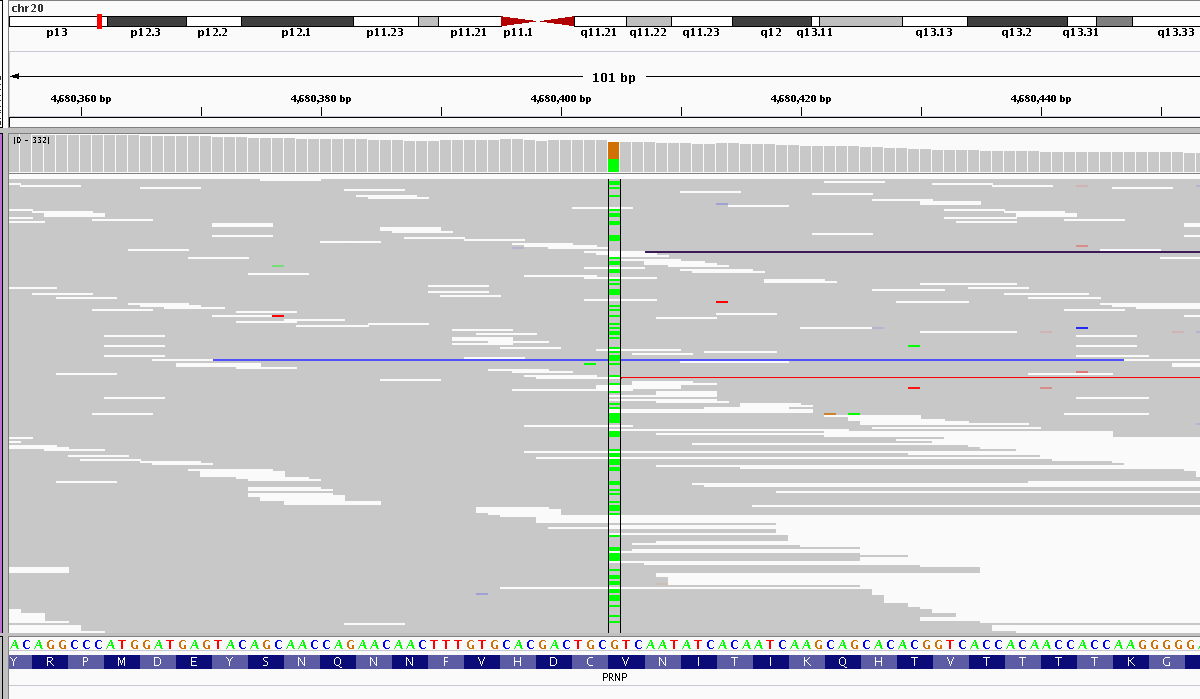 chr20
p13 p12.3 p12.2 p12.1 p11.23 p11.21 p11.1 q11.21 q11.22 q11.23 q12 q13.11 q13.13 q13.2 q13.31 q13.33
101 bp
4,680,360 bp 4,680,380 bp 4,680,400 bp 4,680,420 bp 4,680,440 bp
[0 - 332]
ACAGGCCCATGGATGAGTACAGCAACCAGAACAACTTTGTGCACGACTGCGTCAATATCACAATCAAGCAGCACACGGTCACCACAACCACCAAGGGGGA
Y R P M D E Y S N Q N N F V H D C V N I T I K Q H T V T T T T K G
PRNP